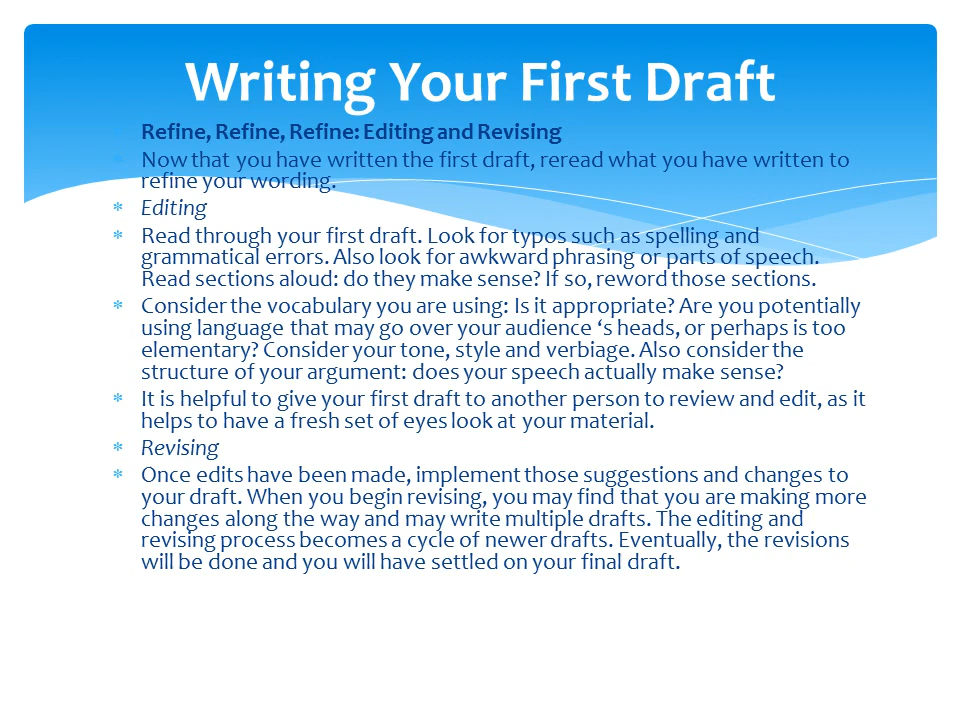 Writing Your First Draft
Refine, Refine, Refine: Editing and Revising
Now that you have written the first draft, reread what you have written to
refine your wording.
* Editing
* Read through your first draft. Look for typos such as spelling and
grammatical errors. Also look for awkward phrasing or parts of speech.
Read sections aloud: do they make sense? If so, reword those sections.
* Consider the vocabulary you are using: Is it appropriate? Are you potentially
using language that may go over your audience ‘s heads, or perhaps is too
elementary? Consider your tone, style and verbiage. Also consider the
structure of your argument: does your speech actually make sense?
* It is helpful to give your first draft to another person to review and edit, as it
helps to have a fresh set of eyes look at your material.
* Revising
* Once edits have been made, implement those suggestions and changes to
your draft. When you begin revising, you may find that you are making more
changes along the way and may write multiple drafts. The editing and
revising process becomes a cycle of newer drafts. Eventually, the revisions
will be done and you will have settled on your final draft.